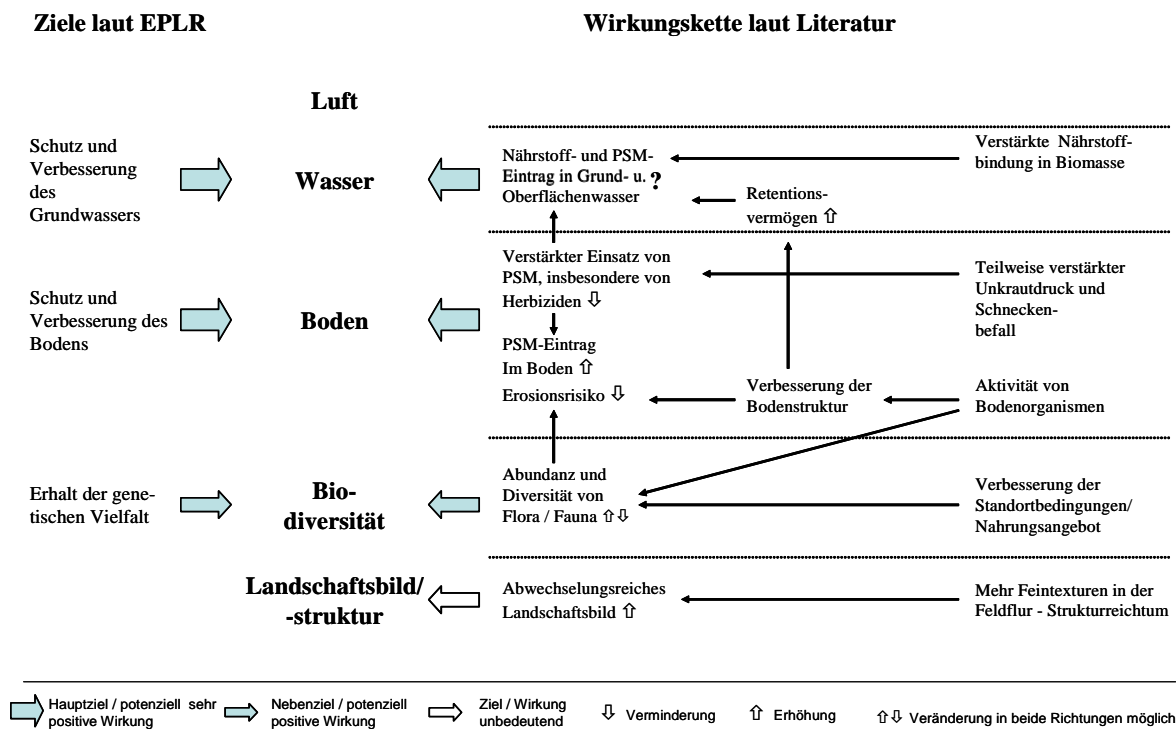 Ziele laut EPLR
Wirkungskette laut Literatur
Luft
Schutz und
Verbesserung
des
Grundwassers
Wasser
Nährstoff- und PSM-
Eintrag in Grund- u. ?
Oberflächenwasser
Retentions-
vermögen ⇧
Verstärkte Nährstoff-
bindung in Biomasse
Schutz und
Verbesserung des
Bodens
Boden
Verstärkter Einsatz von
PSM, insbesondere von
Herbiziden ⇩
PSM-Eintrag
Im Boden ⇧
Erosionsrisiko ⇩
Verbesserung der
Bodenstruktur
Teilweise verstärkter
Unkrautdruck und
Schnecken-
befall
Aktivität von
Bodenorganismen
Erhalt der gene-
tischen Vielfalt
Bio-
diversität
Abundanz und
Diversität von
Flora / Fauna ⇧⇩
Verbesserung der
Standortbedingungen/
Nahrungsangebot
Landschaftsbild/
-struktur
Abwechselungsreiches
Landschaftsbild ⇧
Mehr Feintexturen in der
Feldflur - Strukturreichtum
Hauptziel / potenziell sehr
positive Wirkung
Nebenziel / potenziell
positive Wirkung
Ziel / Wirkung
unbedeutend
⇩ Verminderung
⇧ Erhöhung
⇧⇩ Veränderung in beide Richtungen möglich